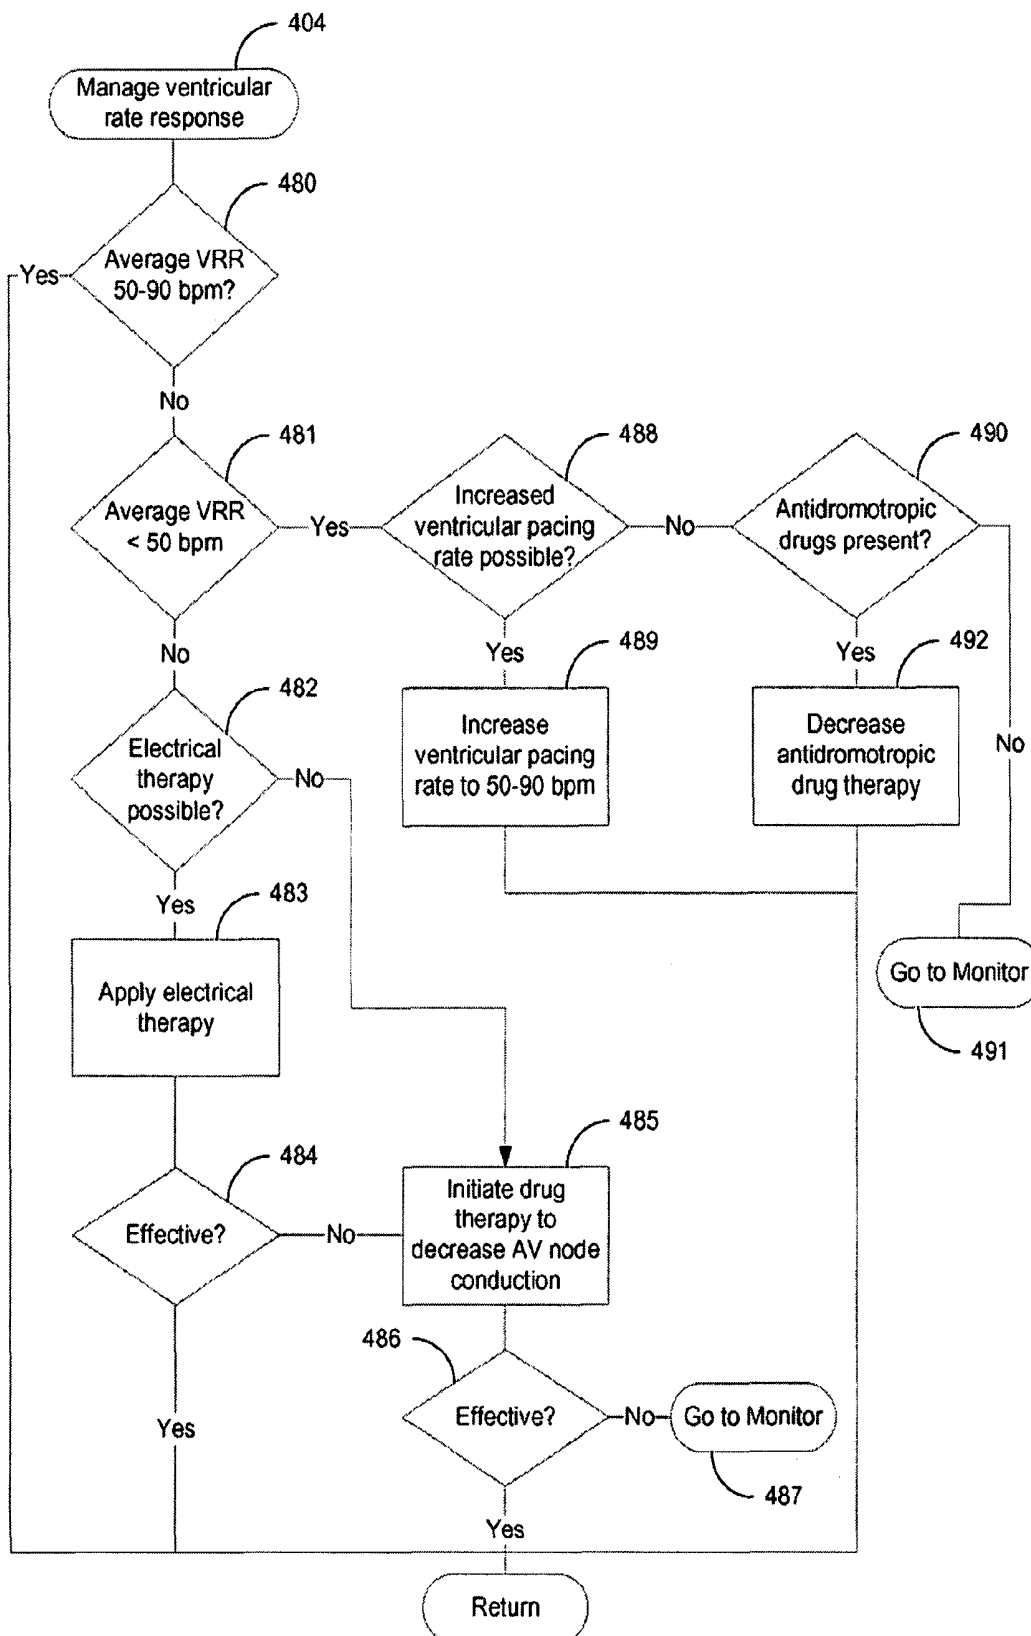 404
Manage ventricular
rate response
480
Average VRR
50-90 bpm?
Yes
No
481
Average VRR
< 50 bpm
Yes
488
Increased
ventricular pacing
rate possible?
No
490
Antidromotropic
drugs present?
No
482
Electrical
therapy
possible?
No
Yes
489
Increase
ventricular pacing
rate to 50-90 bpm
Yes
492
Decrease
antidromotropic
drug therapy
No
Yes
483
Apply electrical
therapy
Go to Monitor
491
484
Effective?
No
485
Initiate drug
therapy to
decrease AV node
conduction
486
Effective?
No
Go to Monitor
487
Yes
Yes
Return